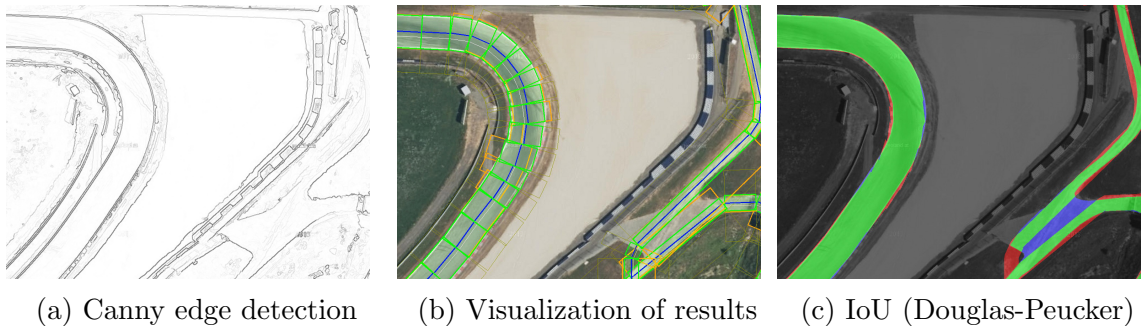 (a) Canny edge detection
(b) Visualization of results
(c) IoU (Douglas-Peucker)